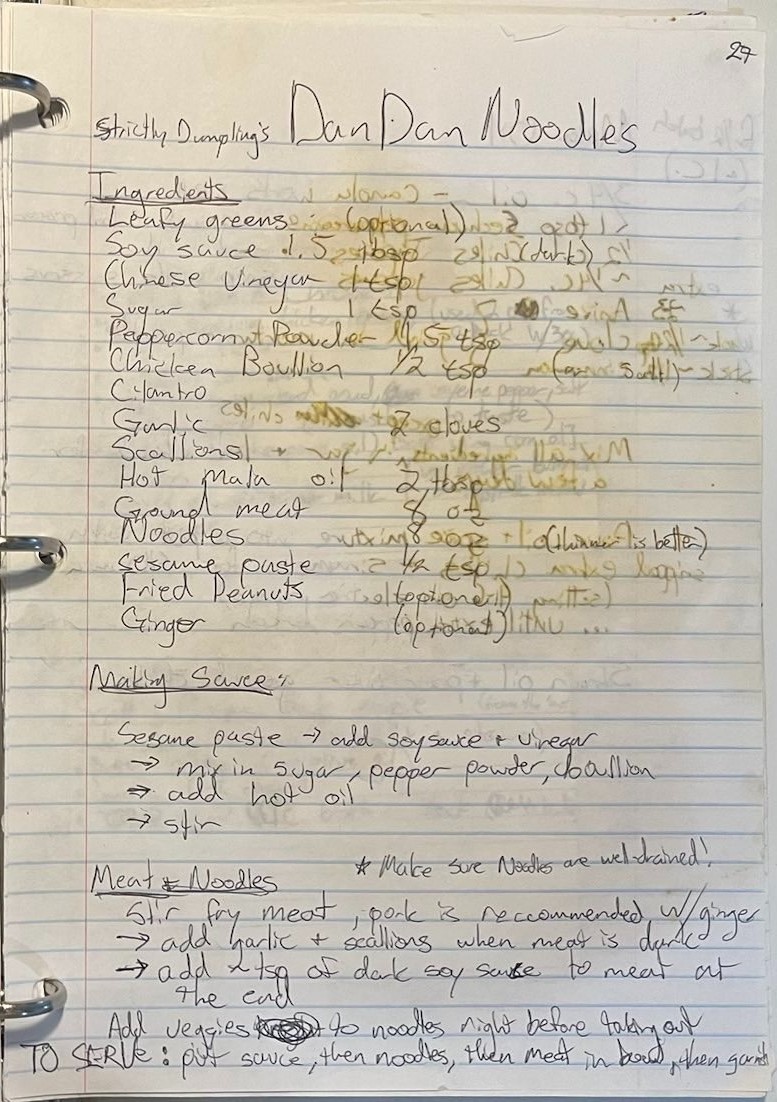 27
Strictly Dumpling's Dan Dan Noodles
Ingredients
Leafy greens (optional)
Soy sauce 1.5 tbsp (dark)
Chinese Vinegar 1 tsp
Sugar 1 tsp
Peppercorn Powder 1.5 tsp
Chicken Boullion 1/2 tsp (or salt)
Cilantro
Garlic 2 cloves
Scallions
Hot mala oil 2 tbsp
Ground meat 8 oz
Noodles 8 oz (thinner is better)
sesame paste 1/2 tsp
Fried Peanuts (optional)
Ginger (optional)
Making Sauce:
Sesame paste → add soy sauce + vinegar
→ mix in sugar, pepper powder, boullion
→ add hot oil
→ stir
* Make sure Noodles are well-drained!
Meat & Noodles
Stir fry meat, pork is reccommended w/ginger
→ add garlic + scallions when meat is dark
→ add tsp of dark soy sauce to meat at
the end
Add veggies to noodles right before taking out
TO SERVE: put sauce, then noodles, then meat in bowl, then garnish